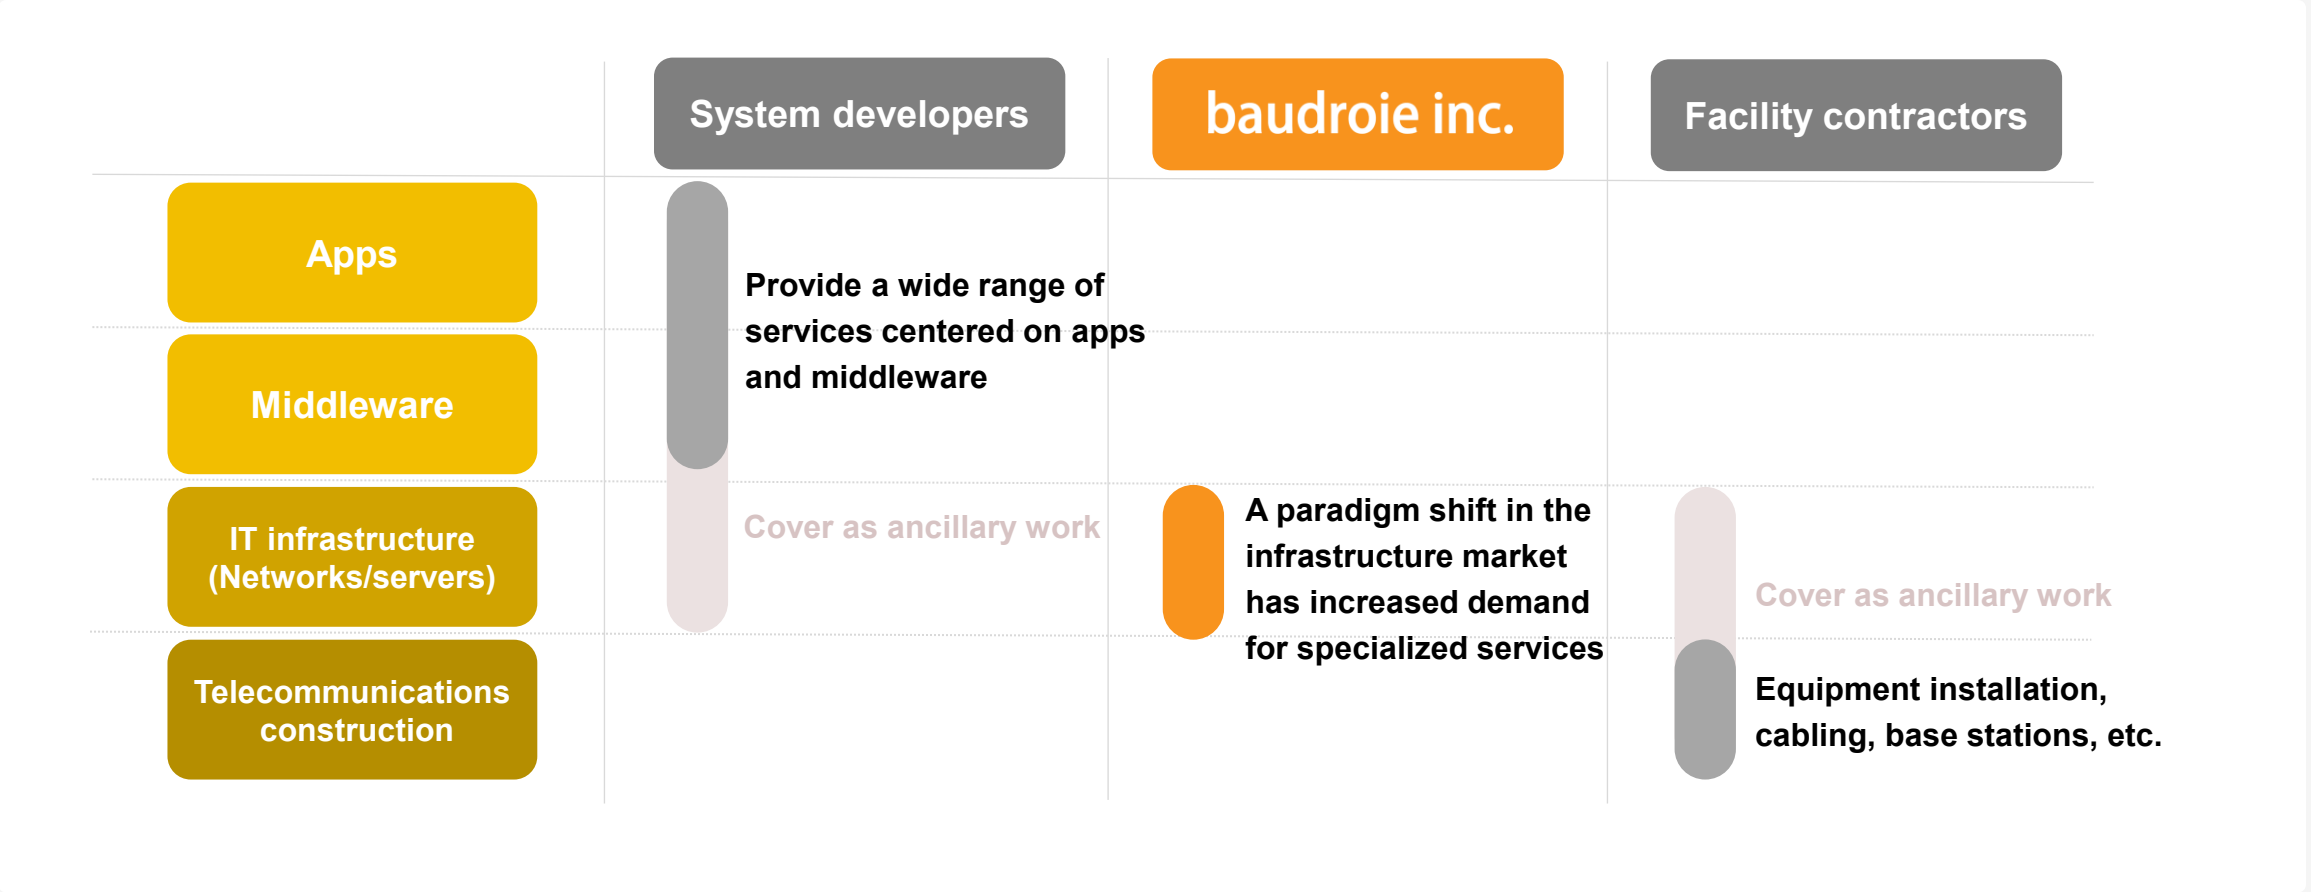 System developers
baudroie inc.
Facility contractors
Apps
Provide a wide range of
services centered on apps
and middleware
Middleware
IT infrastructure
(Networks/servers)
Cover as ancillary work
A paradigm shift in the
infrastructure market
has increased demand
for specialized services
Cover as ancillary work
Telecommunications
construction
Equipment installation,
cabling, base stations, etc.